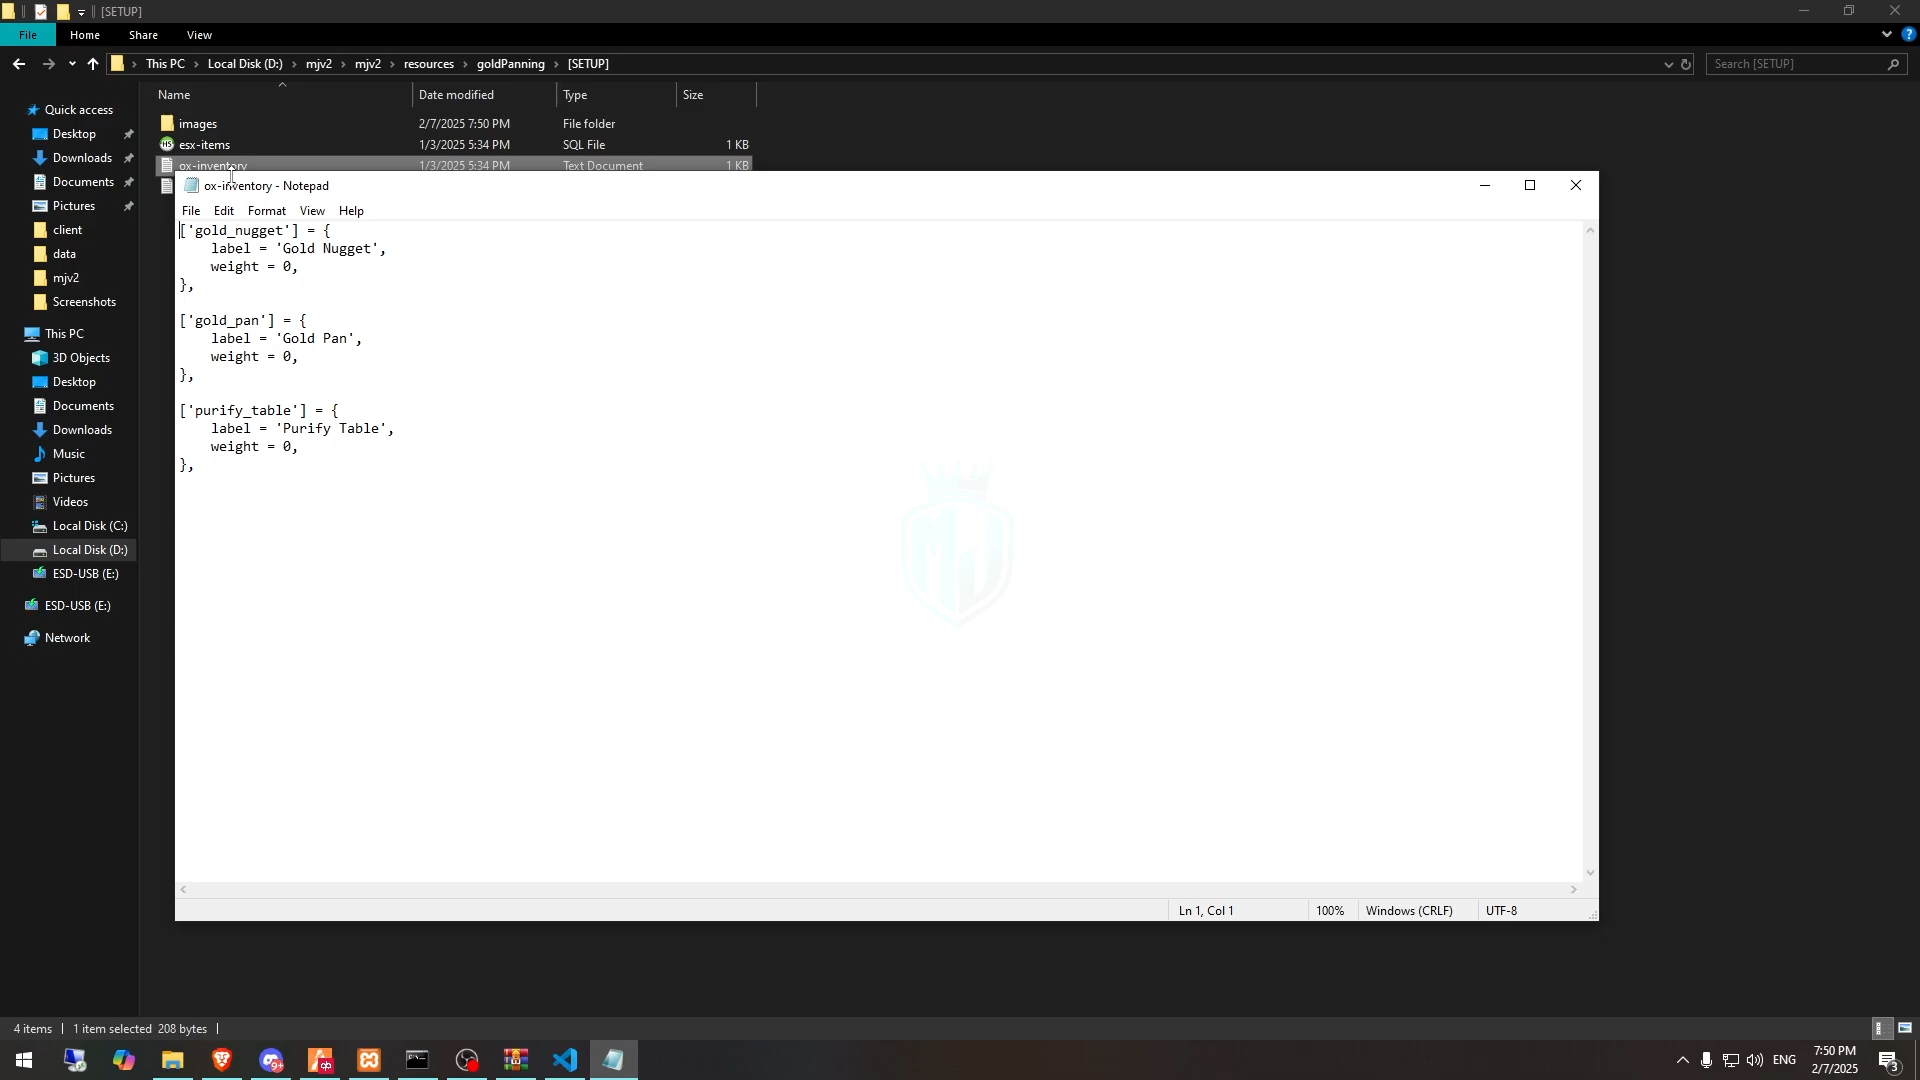 [SETUP]
File Home Share View
This PC Local Disk (D:) mjv2 mjv2 resources goldPanning [SETUP]
Search [SETUP]
Name Date modified Type Size
images 2/7/2025 7:50 PM File folder
esx-items 1/3/2025 5:34 PM SQL File 1 KB
ox-inventory 1/3/2025 5:34 PM Text Document 1 KB
Quick access
Desktop
Downloads
Documents
Pictures
client
data
mjv2
Screenshots
This PC
3D Objects
Desktop
Documents
Downloads
Music
Pictures
Videos
Local Disk (C:)
Local Disk (D:)
ESD-USB (E:)
ESD-USB (E:)
Network
ox-inventory - Notepad
File Edit Format View Help
['gold_nugget'] = {
    label = 'Gold Nugget',
    weight = 0,
},
['gold_pan'] = {
    label = 'Gold Pan',
    weight = 0,
},
['purify_table'] = {
    label = 'Purify Table',
    weight = 0,
},
MJ
Ln 1, Col 1 100% Windows (CRLF) UTF-8
4 items 1 item selected 208 bytes
ENG 7:50 PM
2/7/2025
3